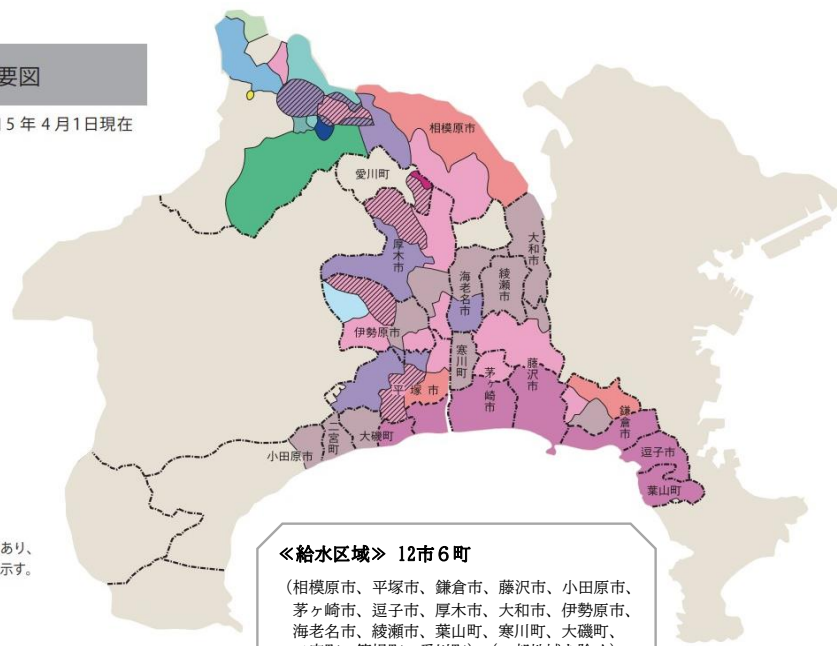 要図
5年4月1日現在
相模原市
愛川町
厚木市
大和市
海老名市
綾瀬市
伊勢原市
寒川町
藤沢市
茅ヶ崎市
平塚市
鎌倉市
二宮町
大磯町
小田原市
逗子市
葉山町
あり、
示す。
≪給水区域≫ 12市6町
(相模原市、平塚市、鎌倉市、藤沢市、小田原市、
茅ヶ崎市、逗子市、厚木市、大和市、伊勢原市、
海老名市、綾瀬市、葉山町、寒川町、大磯町、